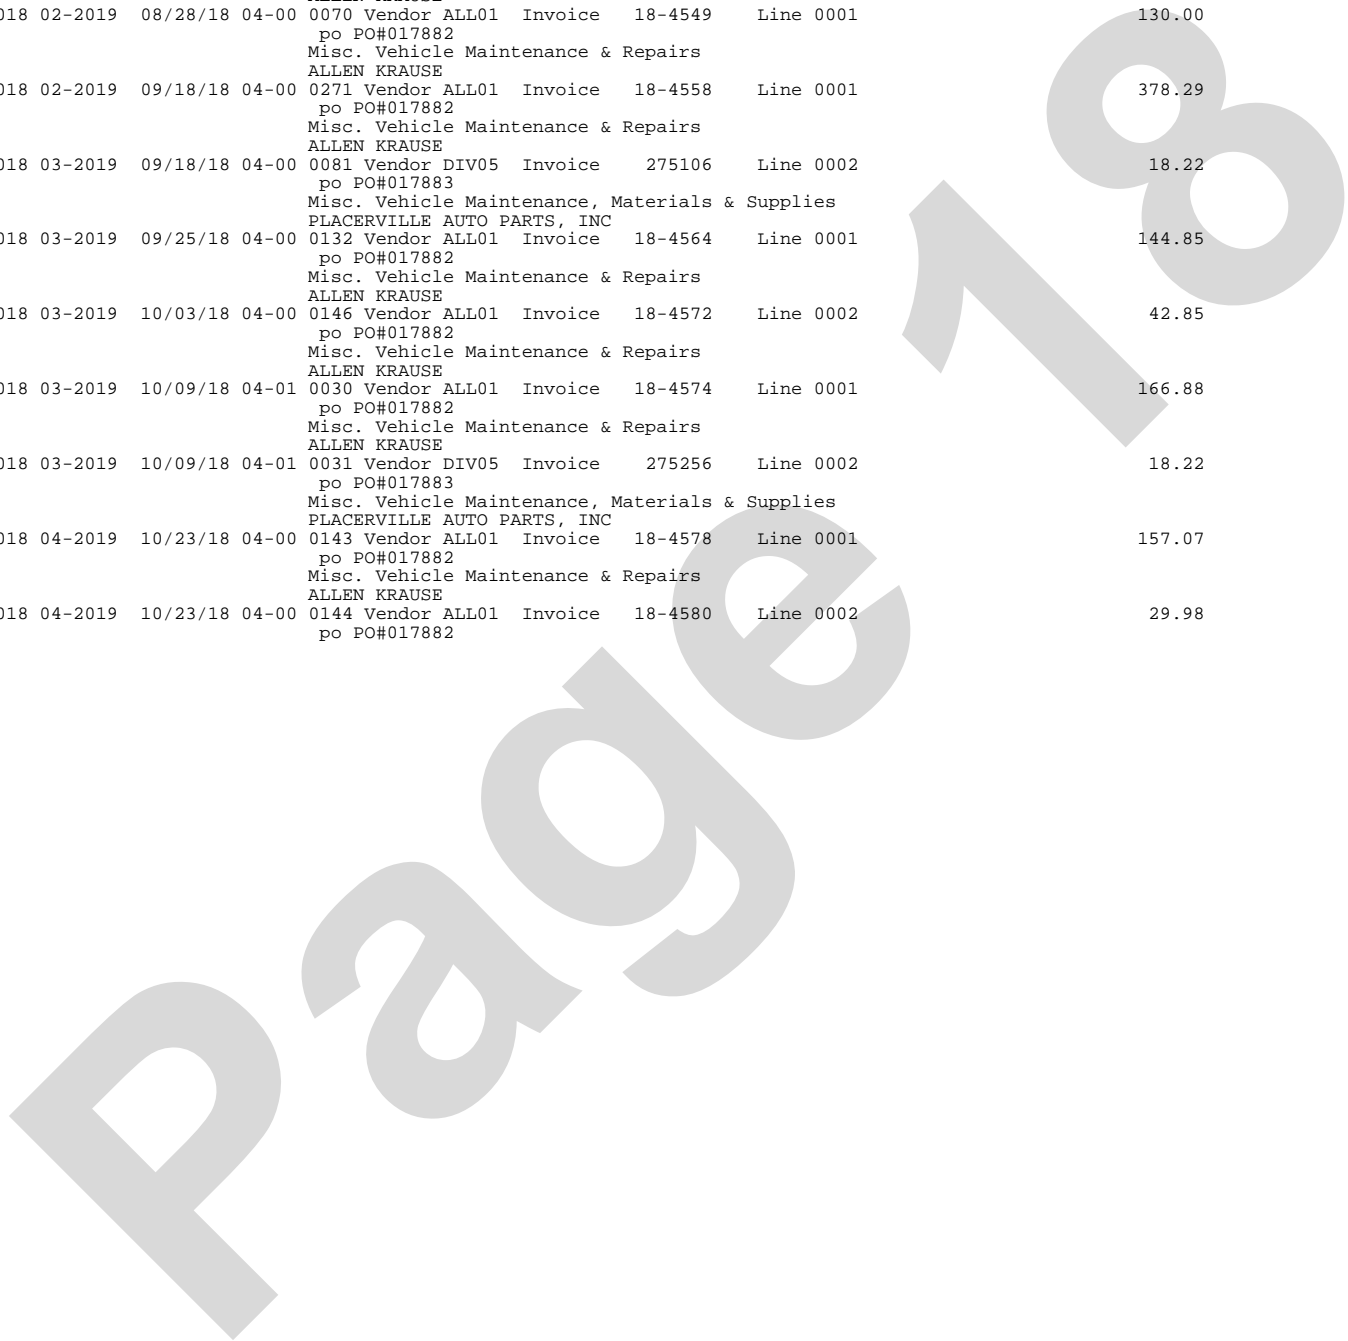 018 02-2019 08/28/18 04-00 0070 Vendor ALL01 Invoice 18-4549 Line 0001 130.00
po PO#017882
Misc. Vehicle Maintenance & Repairs
ALLEN KRAUSE
018 02-2019 09/18/18 04-00 0271 Vendor ALL01 Invoice 18-4558 Line 0001 378.29
po PO#017882
Misc. Vehicle Maintenance & Repairs
ALLEN KRAUSE
018 03-2019 09/18/18 04-00 0081 Vendor DIV05 Invoice 275106 Line 0002 18.22
po PO#017883
Misc. Vehicle Maintenance, Materials & Supplies
PLACERVILLE AUTO PARTS, INC
018 03-2019 09/25/18 04-00 0132 Vendor ALL01 Invoice 18-4564 Line 0001 144.85
po PO#017882
Misc. Vehicle Maintenance & Repairs
ALLEN KRAUSE
018 03-2019 10/03/18 04-00 0146 Vendor ALL01 Invoice 18-4572 Line 0002 42.85
po PO#017882
Misc. Vehicle Maintenance & Repairs
ALLEN KRAUSE
018 03-2019 10/09/18 04-01 0030 Vendor ALL01 Invoice 18-4574 Line 0001 166.88
po PO#017882
Misc. Vehicle Maintenance & Repairs
ALLEN KRAUSE
018 03-2019 10/09/18 04-01 0031 Vendor DIV05 Invoice 275256 Line 0002 18.22
po PO#017883
Misc. Vehicle Maintenance, Materials & Supplies
PLACERVILLE AUTO PARTS, INC
018 04-2019 10/23/18 04-00 0143 Vendor ALL01 Invoice 18-4578 Line 0001 157.07
po PO#017882
Misc. Vehicle Maintenance & Repairs
ALLEN KRAUSE
018 04-2019 10/23/18 04-00 0144 Vendor ALL01 Invoice 18-4580 Line 0002 29.98
po PO#017882
Page 18